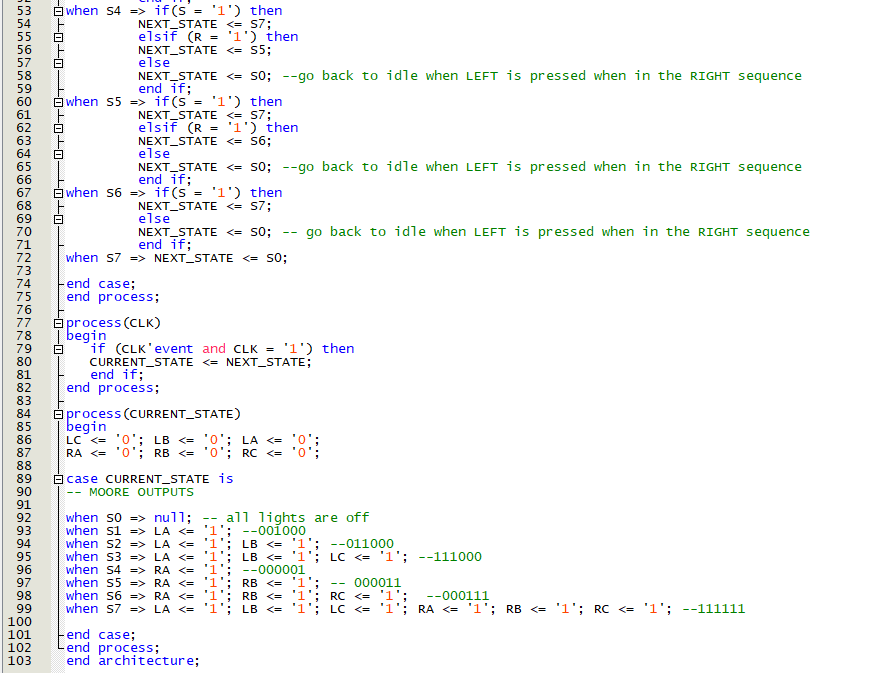 53 when S4 => if(S = '1') then
54 NEXT_STATE <= S7;
55 elsif (R = '1') then
56 NEXT_STATE <= S5;
57 else
58 NEXT_STATE <= S0; --go back to idle when LEFT is pressed when in the RIGHT sequence
59 end if;
60 when S5 => if(S = '1') then
61 NEXT_STATE <= S7;
62 elsif (R = '1') then
63 NEXT_STATE <= S6;
64 else
65 NEXT_STATE <= S0; --go back to idle when LEFT is pressed when in the RIGHT sequence
66 end if;
67 when S6 => if(S = '1') then
68 NEXT_STATE <= S7;
69 else
70 NEXT_STATE <= S0; -- go back to idle when LEFT is pressed when in the RIGHT sequence
71 end if;
72 when S7 => NEXT_STATE <= S0;
73
74 end case;
75 end process;
76
77 process(CLK)
78 begin
79 if (CLK'event and CLK = '1') then
80 CURRENT_STATE <= NEXT_STATE;
81 end if;
82 end process;
83
84 process(CURRENT_STATE)
85 begin
86 LC <= '0'; LB <= '0'; LA <= '0';
87 RA <= '0'; RB <= '0'; RC <= '0';
88
89 case CURRENT_STATE is
90 -- MOORE OUTPUTS
91
92 when S0 => null; -- all lights are off
93 when S1 => LA <= '1'; --001000
94 when S2 => LA <= '1'; LB <= '1'; --011000
95 when S3 => LA <= '1'; LB <= '1'; LC <= '1'; --111000
96 when S4 => RA <= '1'; --000001
97 when S5 => RA <= '1'; RB <= '1'; -- 000011
98 when S6 => RA <= '1'; RB <= '1'; RC <= '1'; --000111
99 when S7 => LA <= '1'; LB <= '1'; LC <= '1'; RA <= '1'; RB <= '1'; RC <= '1'; --111111
100
101 end case;
102 end process;
103 end architecture;